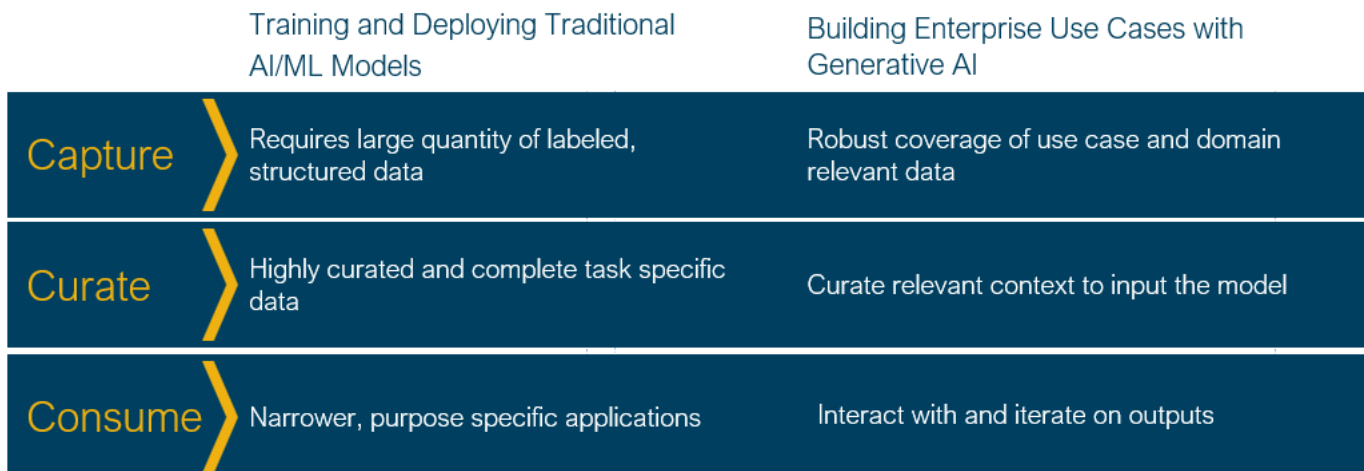 Training and Deploying Traditional
AI/ML Models
Building Enterprise Use Cases with
Generative AI
Capture
Requires large quantity of labeled,
structured data
Robust coverage of use case and domain
relevant data
Curate
Highly curated and complete task specific
data
Curate relevant context to input the model
Consume
Narrower, purpose specific applications
Interact with and iterate on outputs